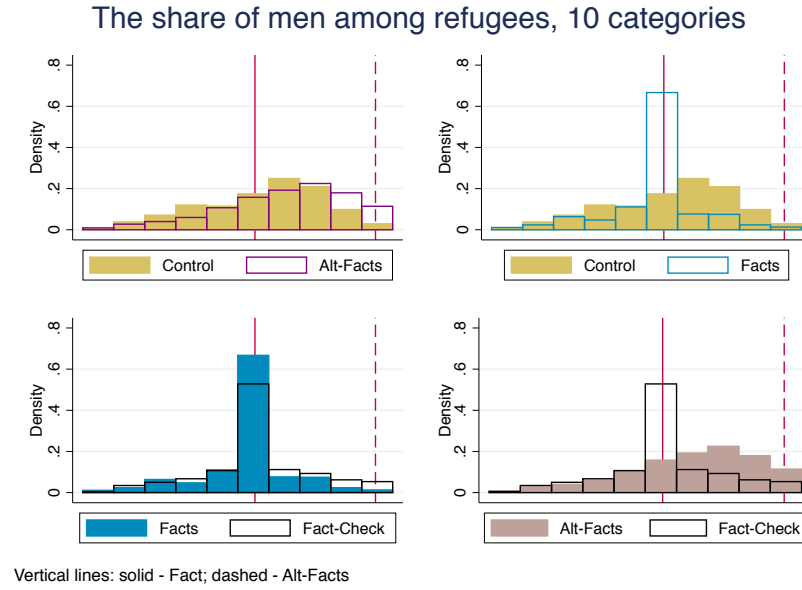 The share of men among refugees, 10 categories
Density
0 .2 .4 .6 .8
Control Alt-Facts
Density
0 .2 .4 .6 .8
Control Facts
Density
0 .2 .4 .6 .8
Facts Fact-Check
Density
0 .2 .4 .6 .8
Alt-Facts Fact-Check
Vertical lines: solid - Fact; dashed - Alt-Facts